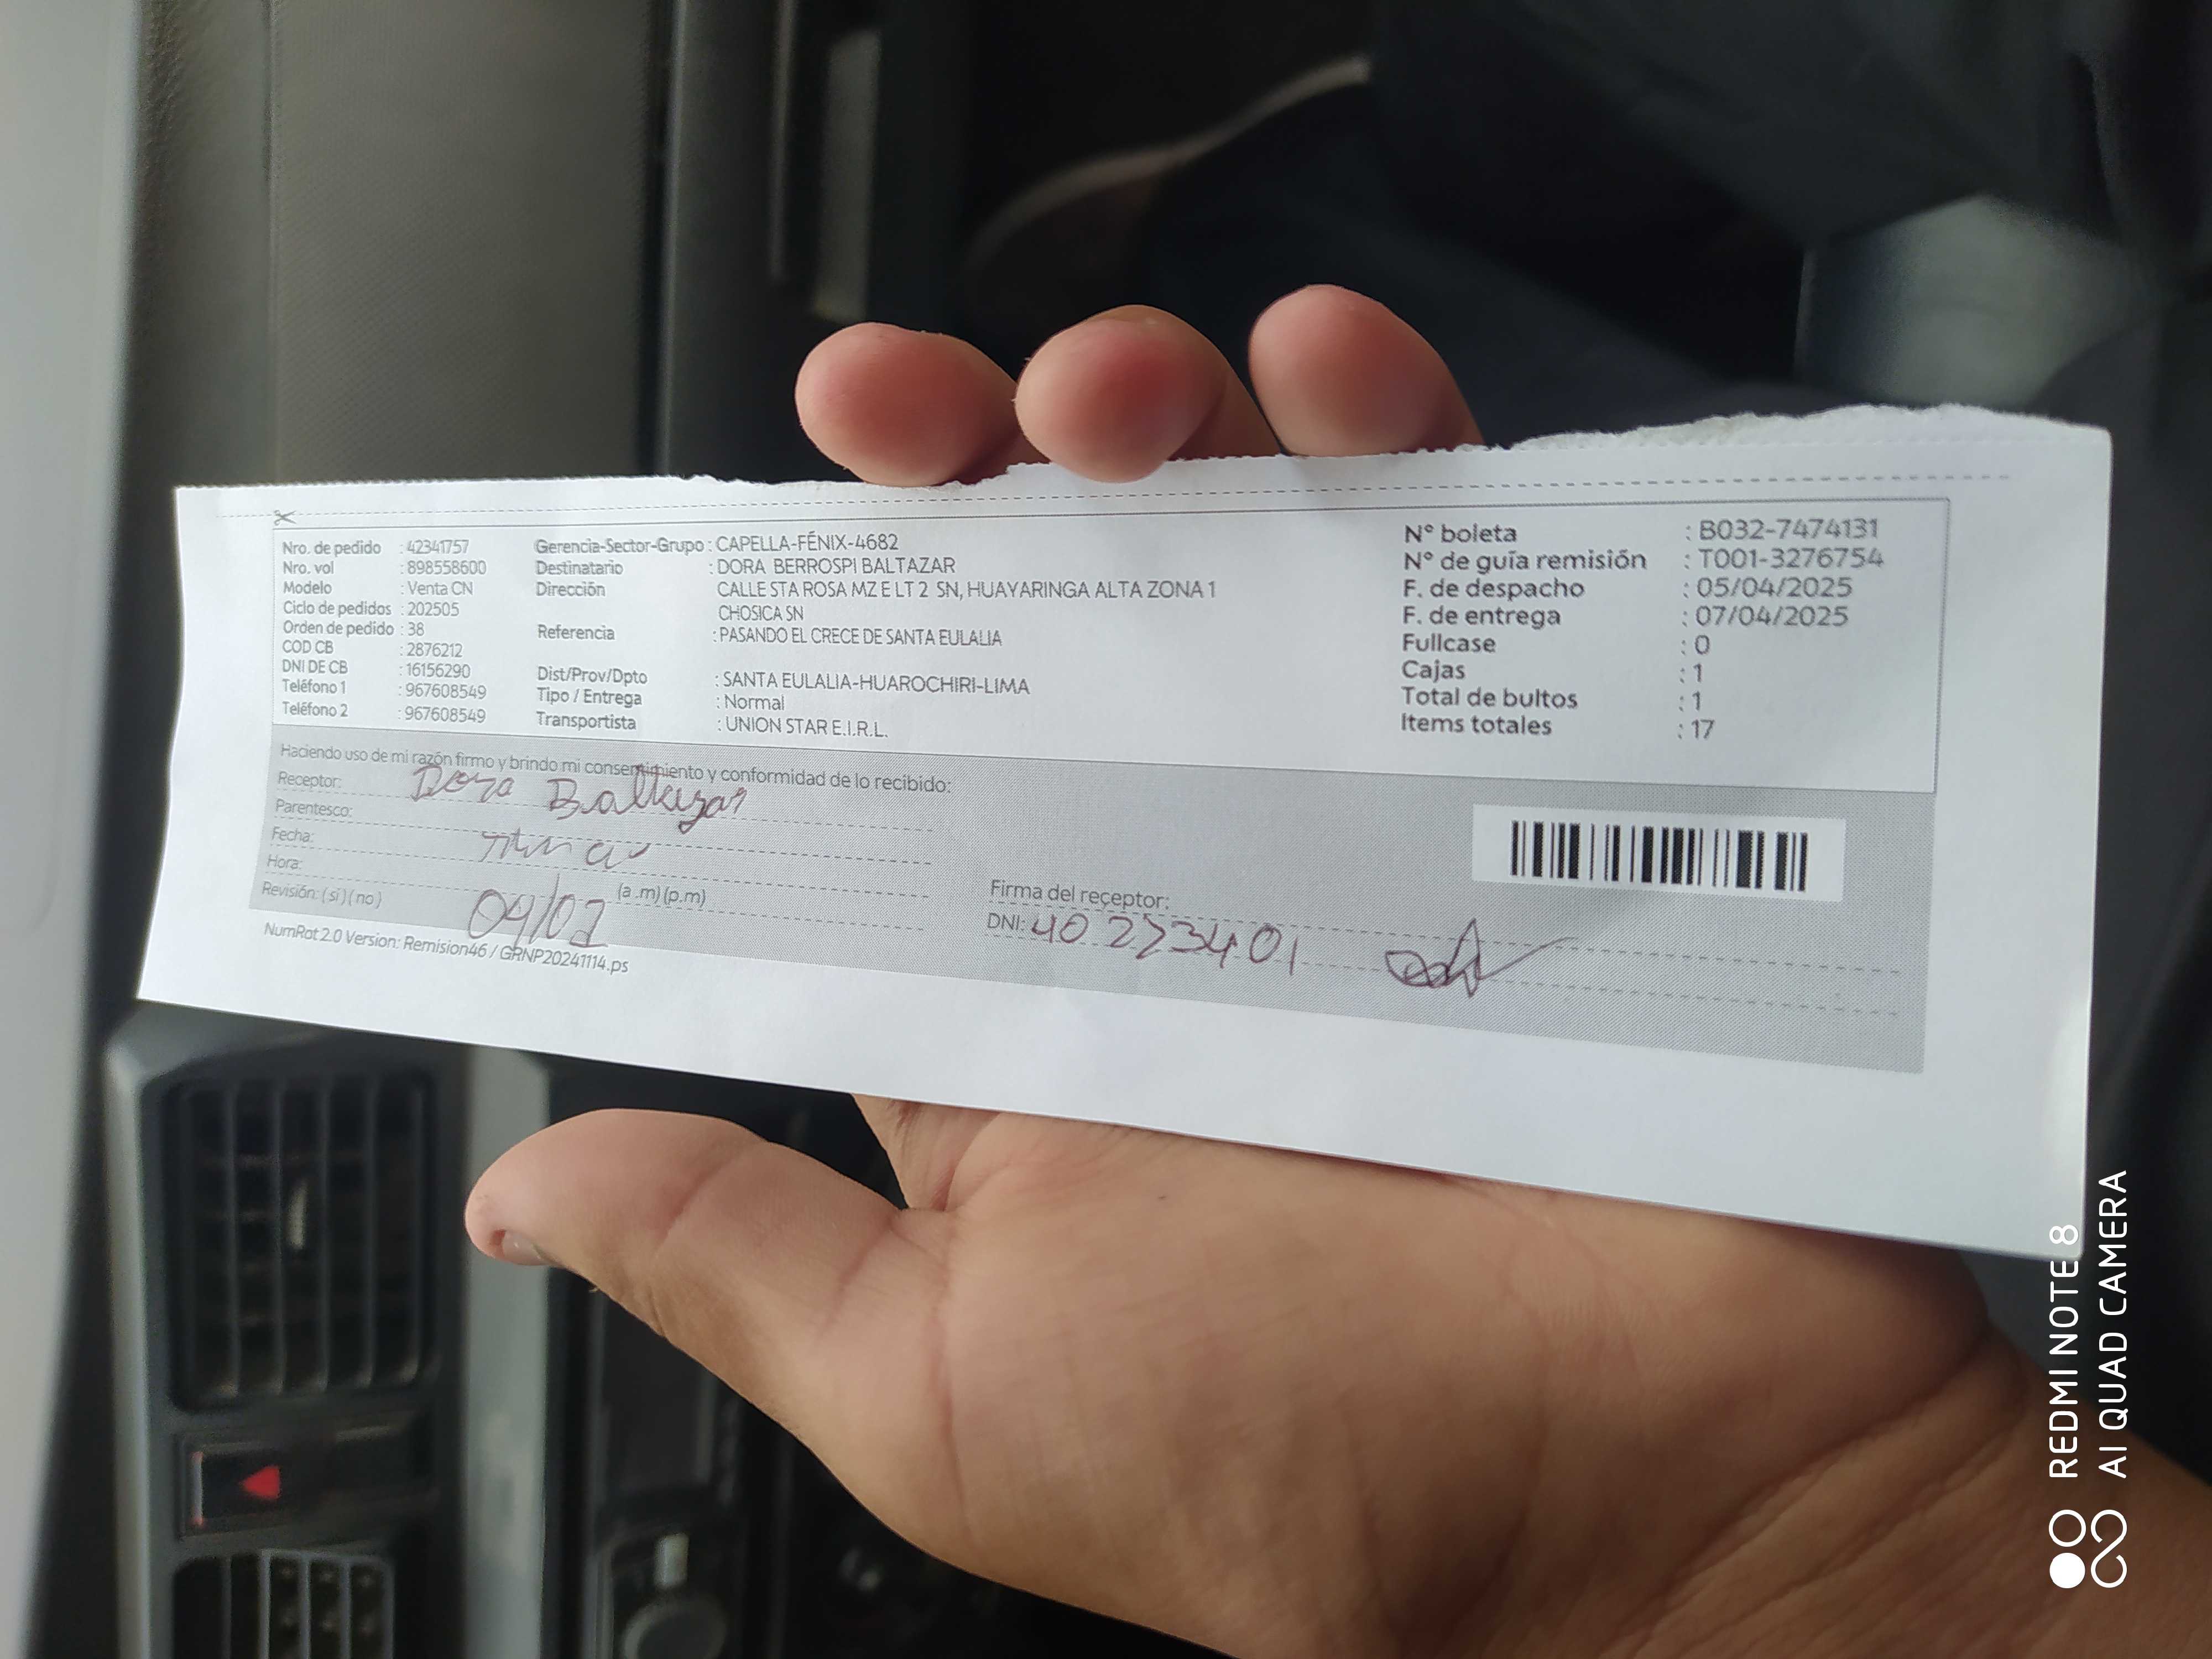 Nro. de pedido : 42341757 Gerencia-Sector-Grupo : CAPELLA-FÉNIX-4682 N° boleta : B032-7474131
Nro. vol : 898558600 Destinatario : DORA BERROSPI BALTAZAR N° de guía remisión : T001-3276754
Modelo : Venta CN Dirección CALLE STA ROSA MZ E LT 2 SN, HUAYARINGA ALTA ZONA 1 F. de despacho : 05/04/2025
Ciclo de pedidos : 202505 CHOSICA SN F. de entrega : 07/04/2025
Orden de pedido : 38 Referencia : PASANDO EL CRECE DE SANTA EULALIA Fullcase : 0
COD CB : 2876212 Cajas : 1
DNI DE CB : 16156290 Dist/Prov/Dpto : SANTA EULALIA-HUAROCHIRI-LIMA Total de bultos : 1
Teléfono 1 : 967608549 Tipo / Entrega : Normal Items totales : 17
Teléfono 2 : 967608549 Transportista : UNION STAR E.I.R.L.
Haciendo uso de mi razón firmo y brindo mi consentimiento y conformidad de lo recibido:
Receptor: Dora Baltazar
Parentesco:
Fecha:
Hora: (a .m) (p.m) Firma del receptor:
Revisión: ( sí ) ( no ) DNI:
NumRot 2.0 Version: Remision46 / GRNP20241114.ps
REDMI NOTE 8
AI QUAD CAMERA